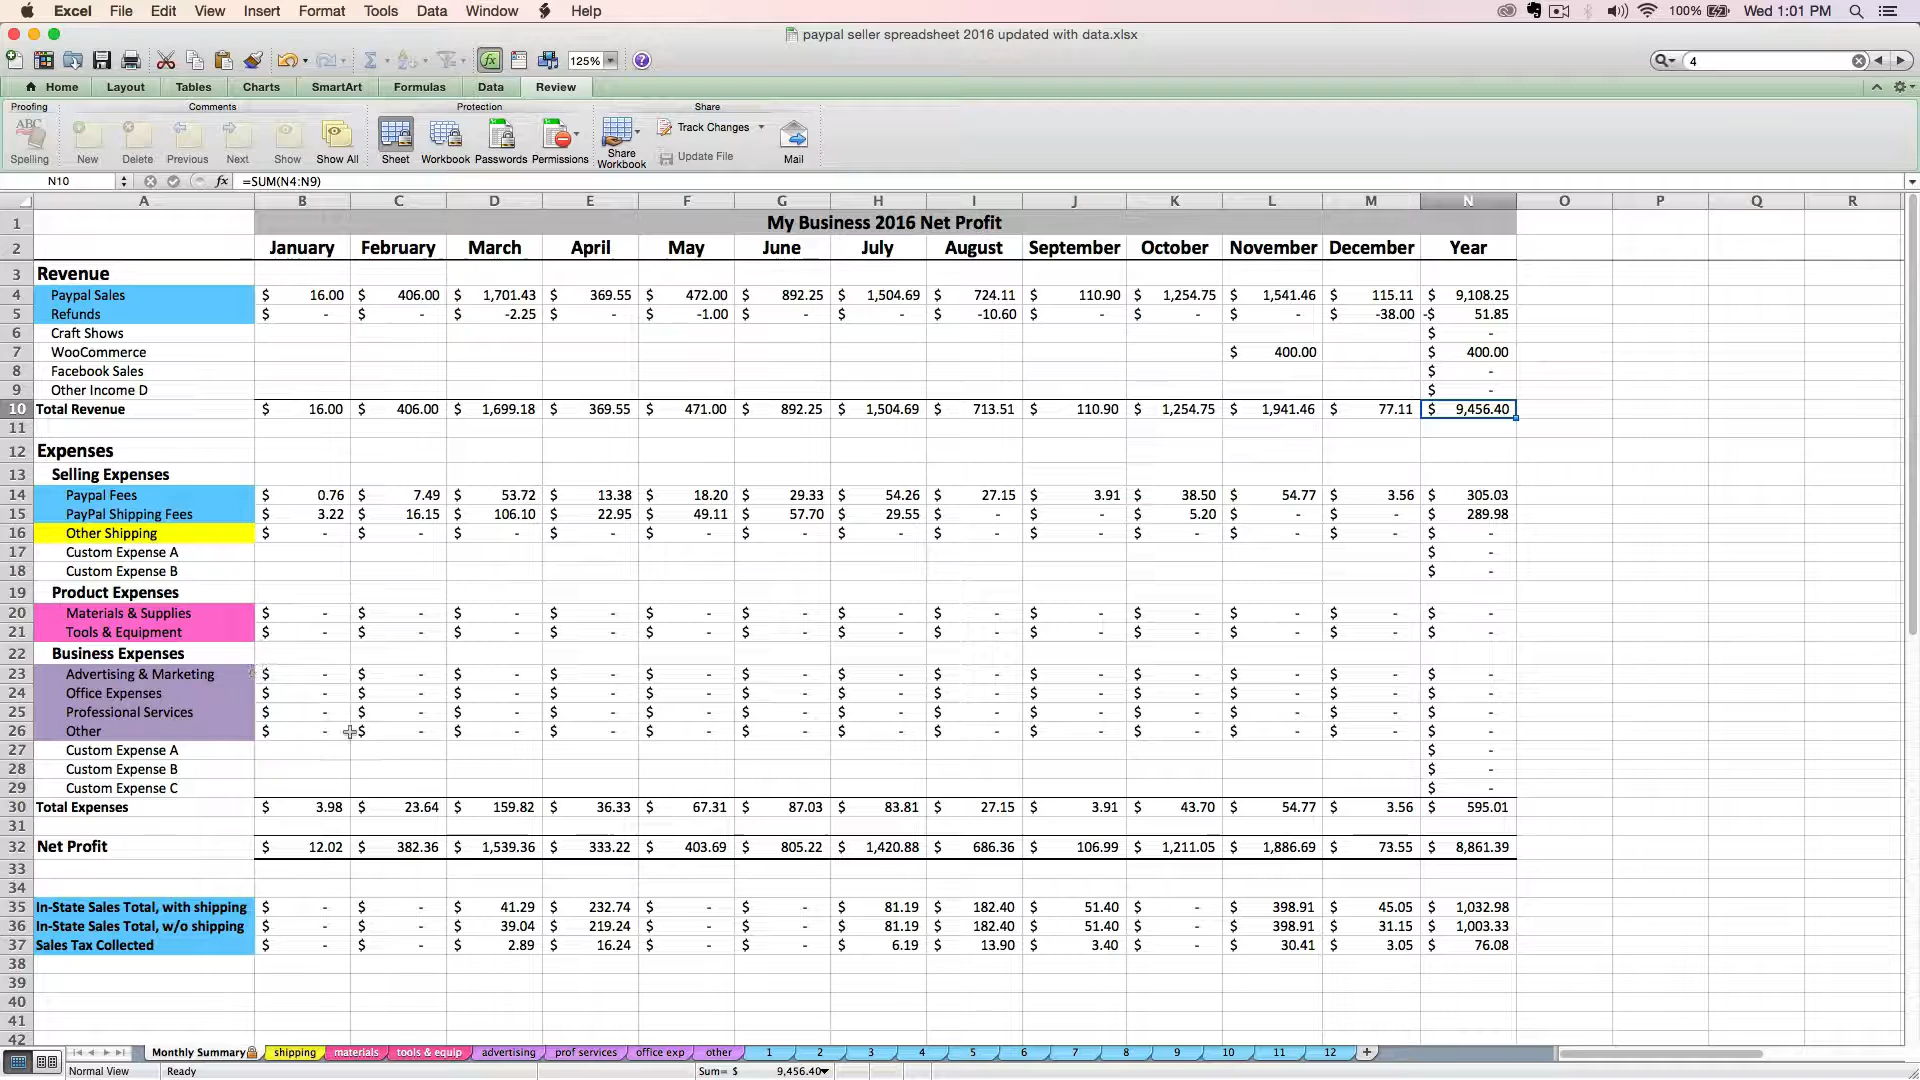 Excel File Edit View Insert Format Tools Data Window Help 100% Wed 1:01 PM
paypal seller spreadsheet 2016 updated with data.xlsx
125% ? 4
Home Layout Tables Charts SmartArt Formulas Data Review
Proofing Comments Protection Share
ABC Track Changes
Update File
Spelling New Delete Previous Next Show Show All Sheet Workbook Passwords Permissions Share Workbook Mail
N10 fx =SUM(N4:N9)
A B C D E F G H I J K L M N O P Q R
1 My Business 2016 Net Profit
2 January February March April May June July August September October November December Year
3 Revenue
4 Paypal Sales $ 16.00 $ 406.00 $ 1,701.43 $ 369.55 $ 472.00 $ 892.25 $ 1,504.69 $ 724.11 $ 110.90 $ 1,254.75 $ 1,541.46 $ 115.11 $ 9,108.25
5 Refunds $ - $ - $ -2.25 $ - $ -1.00 $ - $ - $ -10.60 $ - $ - $ - $ -38.00 -$ 51.85
6 Craft Shows $ -
7 WooCommerce $ 400.00 $ 400.00
8 Facebook Sales $ -
9 Other Income D $ -
10 Total Revenue $ 16.00 $ 406.00 $ 1,699.18 $ 369.55 $ 471.00 $ 892.25 $ 1,504.69 $ 713.51 $ 110.90 $ 1,254.75 $ 1,941.46 $ 77.11 $ 9,456.40
11
12 Expenses
13 Selling Expenses
14 Paypal Fees $ 0.76 $ 7.49 $ 53.72 $ 13.38 $ 18.20 $ 29.33 $ 54.26 $ 27.15 $ 3.91 $ 38.50 $ 54.77 $ 3.56 $ 305.03
15 PayPal Shipping Fees $ 3.22 $ 16.15 $ 106.10 $ 22.95 $ 49.11 $ 57.70 $ 29.55 $ - $ - $ 5.20 $ - $ - $ 289.98
16 Other Shipping $ - $ - $ - $ - $ - $ - $ - $ - $ - $ - $ - $ - $ -
17 Custom Expense A $ -
18 Custom Expense B $ -
19 Product Expenses
20 Materials & Supplies $ - $ - $ - $ - $ - $ - $ - $ - $ - $ - $ - $ - $ -
21 Tools & Equipment $ - $ - $ - $ - $ - $ - $ - $ - $ - $ - $ - $ - $ -
22 Business Expenses
23 Advertising & Marketing $ - $ - $ - $ - $ - $ - $ - $ - $ - $ - $ - $ - $ -
24 Office Expenses $ - $ - $ - $ - $ - $ - $ - $ - $ - $ - $ - $ - $ -
25 Professional Services $ - $ - $ - $ - $ - $ - $ - $ - $ - $ - $ - $ - $ -
26 Other $ - $ - $ - $ - $ - $ - $ - $ - $ - $ - $ - $ - $ -
27 Custom Expense A $ -
28 Custom Expense B $ -
29 Custom Expense C $ -
30 Total Expenses $ 3.98 $ 23.64 $ 159.82 $ 36.33 $ 67.31 $ 87.03 $ 83.81 $ 27.15 $ 3.91 $ 43.70 $ 54.77 $ 3.56 $ 595.01
31
32 Net Profit $ 12.02 $ 382.36 $ 1,539.36 $ 333.22 $ 403.69 $ 805.22 $ 1,420.88 $ 686.36 $ 106.99 $ 1,211.05 $ 1,886.69 $ 73.55 $ 8,861.39
33
34
35 In-State Sales Total, with shipping $ - $ - $ 41.29 $ 232.74 $ - $ - $ 81.19 $ 182.40 $ 51.40 $ - $ 398.91 $ 45.05 $ 1,032.98
36 In-State Sales Total, w/o shipping $ - $ - $ 39.04 $ 219.24 $ - $ - $ 81.19 $ 182.40 $ 51.40 $ - $ 398.91 $ 31.15 $ 1,003.33
37 Sales Tax Collected $ - $ - $ 2.89 $ 16.24 $ - $ - $ 6.19 $ 13.90 $ 3.40 $ - $ 30.41 $ 3.05 $ 76.08
38
39
40
41
42
Monthly Summary shipping materials tools & equip advertising prof services office exp other 1 2 3 4 5 6 7 8 9 10 11 12 +
Normal View Ready Sum= $ 9,456.40